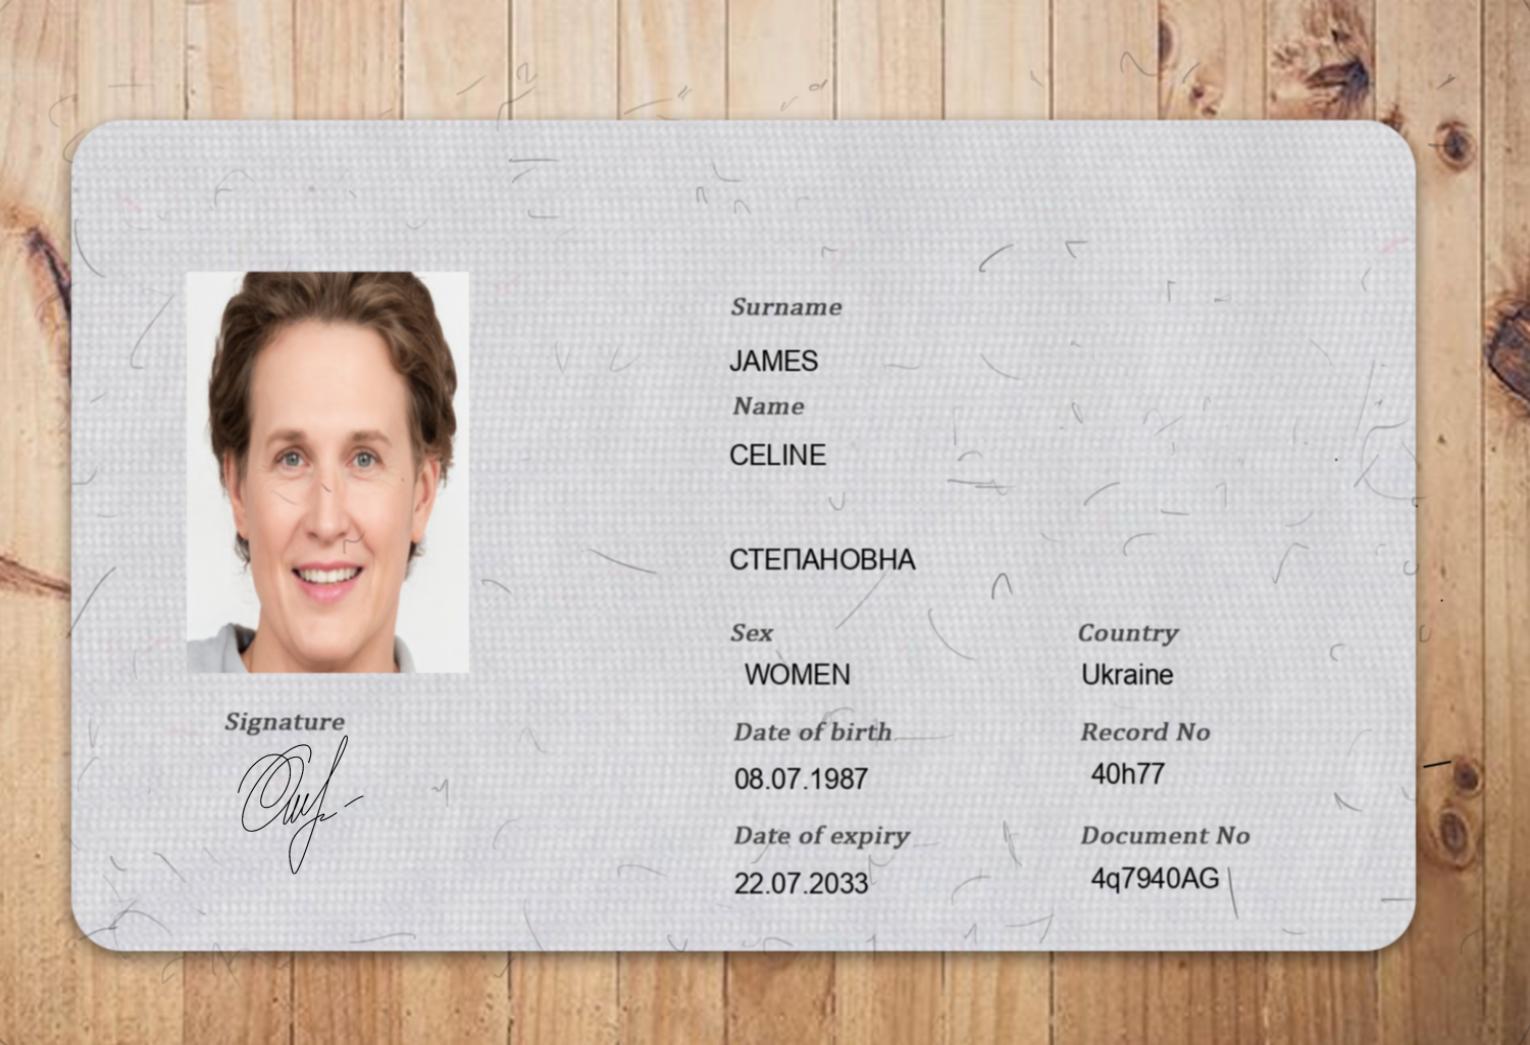 Surname
JAMES
Name
CELINE
СТЕПАНОВНА
Sex Country
WOMEN Ukraine
Date of birth Record No
08.07.1987 40h77
Date of expiry Document No
22.07.2033 4q7940AG
Signature